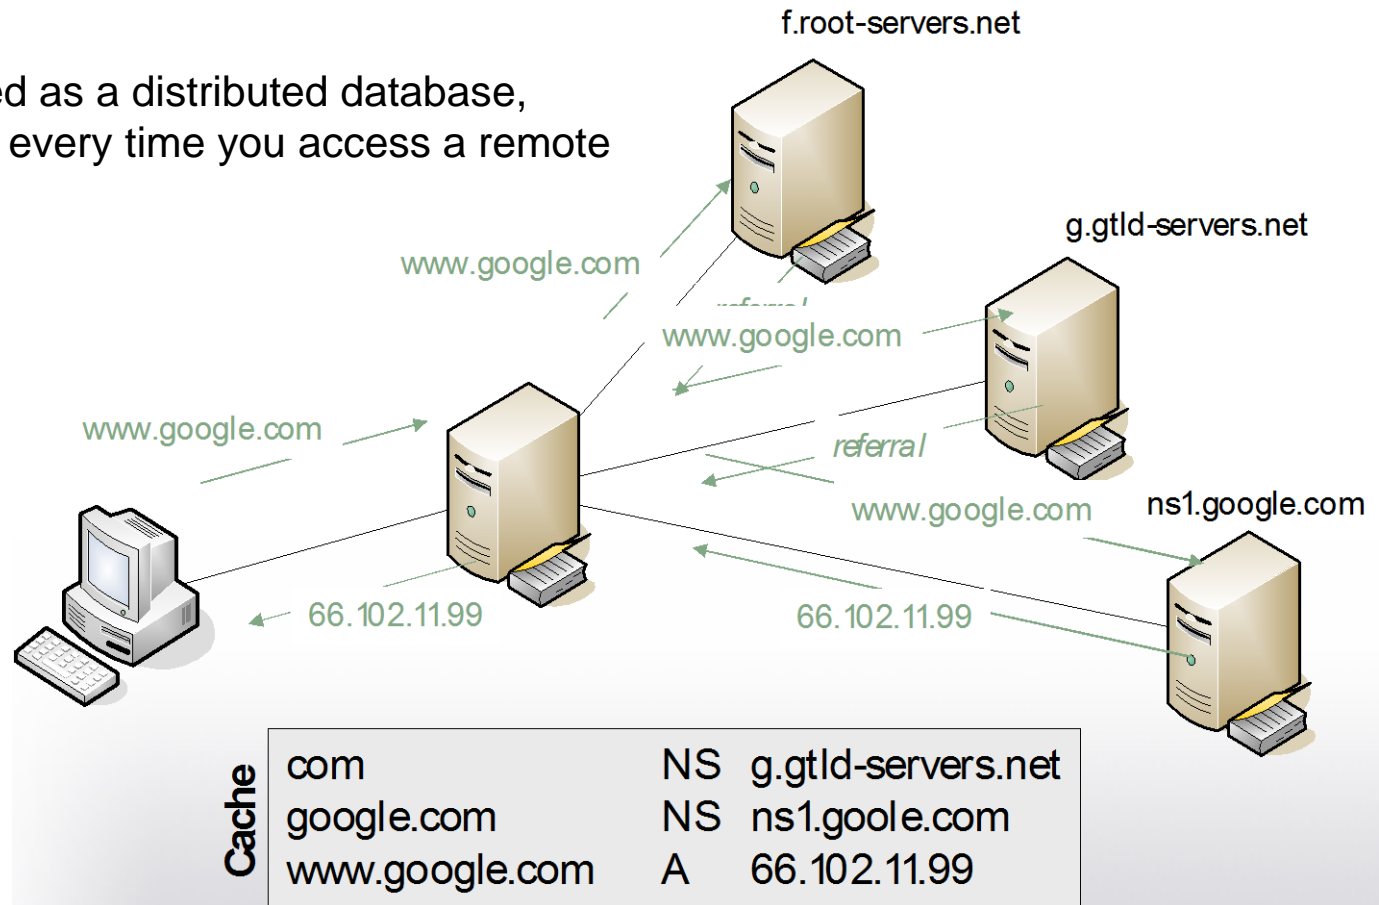 f.root-servers.net
ed as a distributed database,
every time you access a remote
g.gtld-servers.net
www.google.com
referral
www.google.com
www.google.com
referral
www.google.com
ns1.google.com
66.102.11.99
66.102.11.99
Cache
com NS g.gtld-servers.net
google.com NS ns1.goole.com
www.google.com A 66.102.11.99